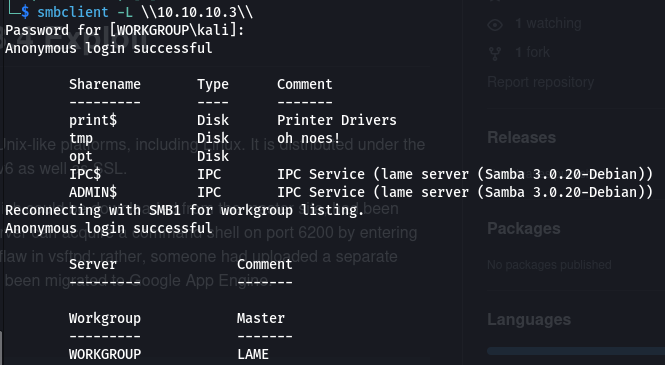 $ smbclient -L \\10.10.10.3\\
Password for [WORKGROUP\kali]:
Anonymous login successful
Sharename Type Comment
--------- ---- -------
print$ Disk Printer Drivers
tmp Disk oh noes!
opt Disk
IPC$ IPC IPC Service (lame server (Samba 3.0.20-Debian))
ADMIN$ IPC IPC Service (lame server (Samba 3.0.20-Debian))
Reconnecting with SMB1 for workgroup listing.
Anonymous login successful
Server Comment
--------- -------
Workgroup Master
--------- -------
WORKGROUP LAME
Exploit
Unix-like platforms, including Linux. It is distributed under the
v6 as well as SSL.
command shell on port 6200 by entering
flaw in vsftpd; rather, someone had uploaded a separate
been migrated to Google App Engine
1 watching
1 fork
Report repository
Releases
Packages
No packages published
Languages